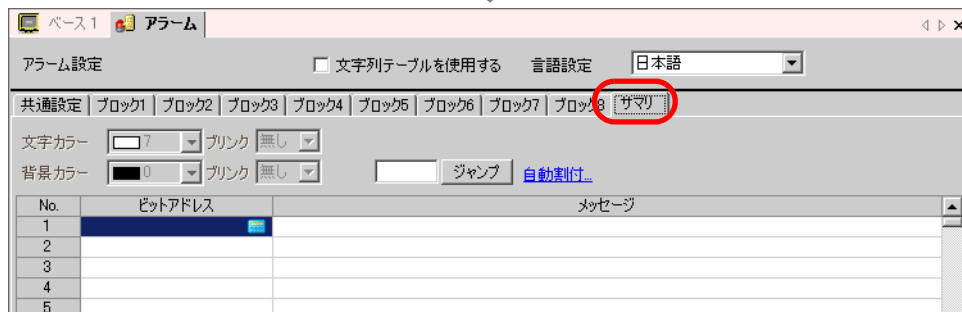 ベース1 アラーム
アラーム設定 文字列テーブルを使用する 言語設定 日本語
共通設定 ブロック1 ブロック2 ブロック3 ブロック4 ブロック5 ブロック6 ブロック7 ブロック8 サマリ
文字カラー 7 ブリンク 無し
背景カラー 0 ブリンク 無し ジャンプ 自動割付...
No. ビットアドレス メッセージ
1
2
3
4
5